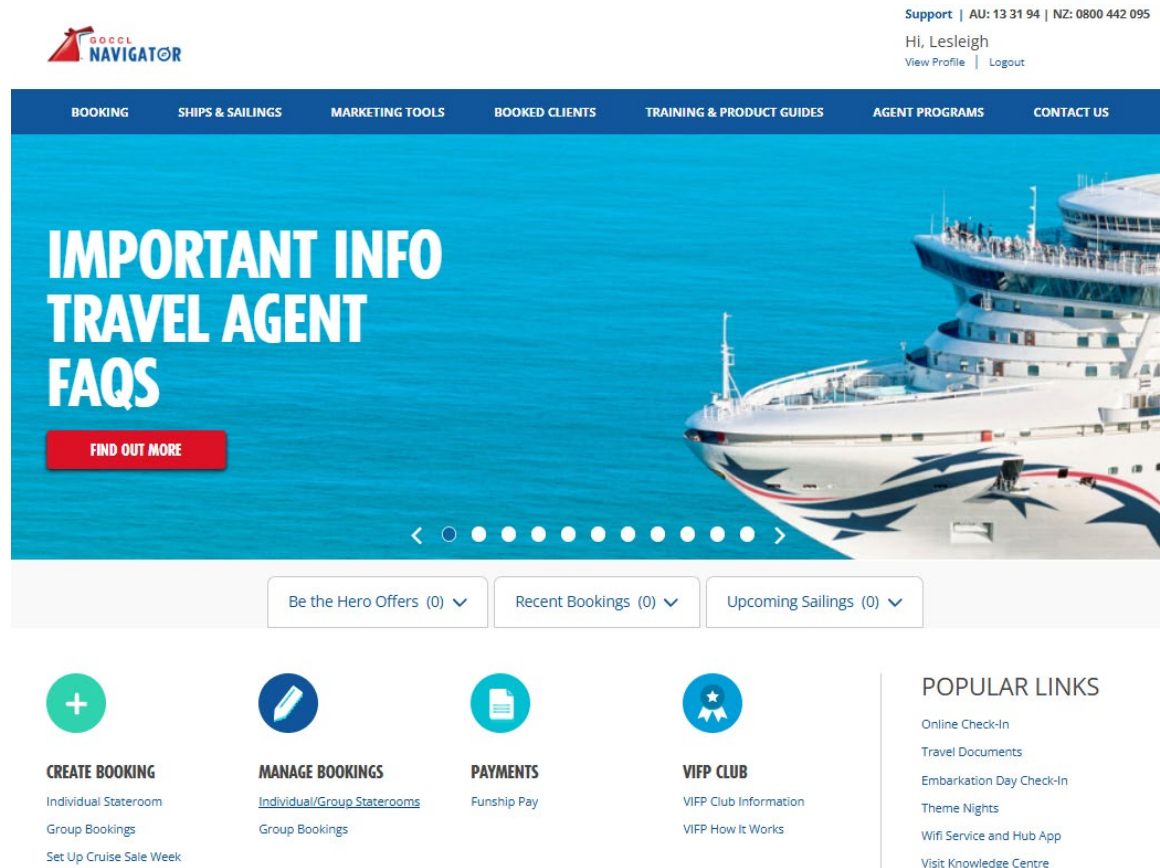 Support | AU: 13 31 94 | NZ: 0800 442 095
GOCCL
NAVIGATOR
Hi, Lesleigh
View Profile | Logout
BOOKING SHIPS & SAILINGS MARKETING TOOLS BOOKED CLIENTS TRAINING & PRODUCT GUIDES AGENT PROGRAMS CONTACT US
IMPORTANT INFO
TRAVEL AGENT
FAQS
FIND OUT MORE
Be the Hero Offers (0) Recent Bookings (0) Upcoming Sailings (0)
CREATE BOOKING
Individual Stateroom
Group Bookings
Set Up Cruise Sale Week
MANAGE BOOKINGS
Individual/Group Staterooms
Group Bookings
PAYMENTS
Funship Pay
VIFP CLUB
VIFP Club Information
VIFP How It Works
POPULAR LINKS
Online Check-In
Travel Documents
Embarkation Day Check-In
Theme Nights
Wifi Service and Hub App
Visit Knowledge Centre